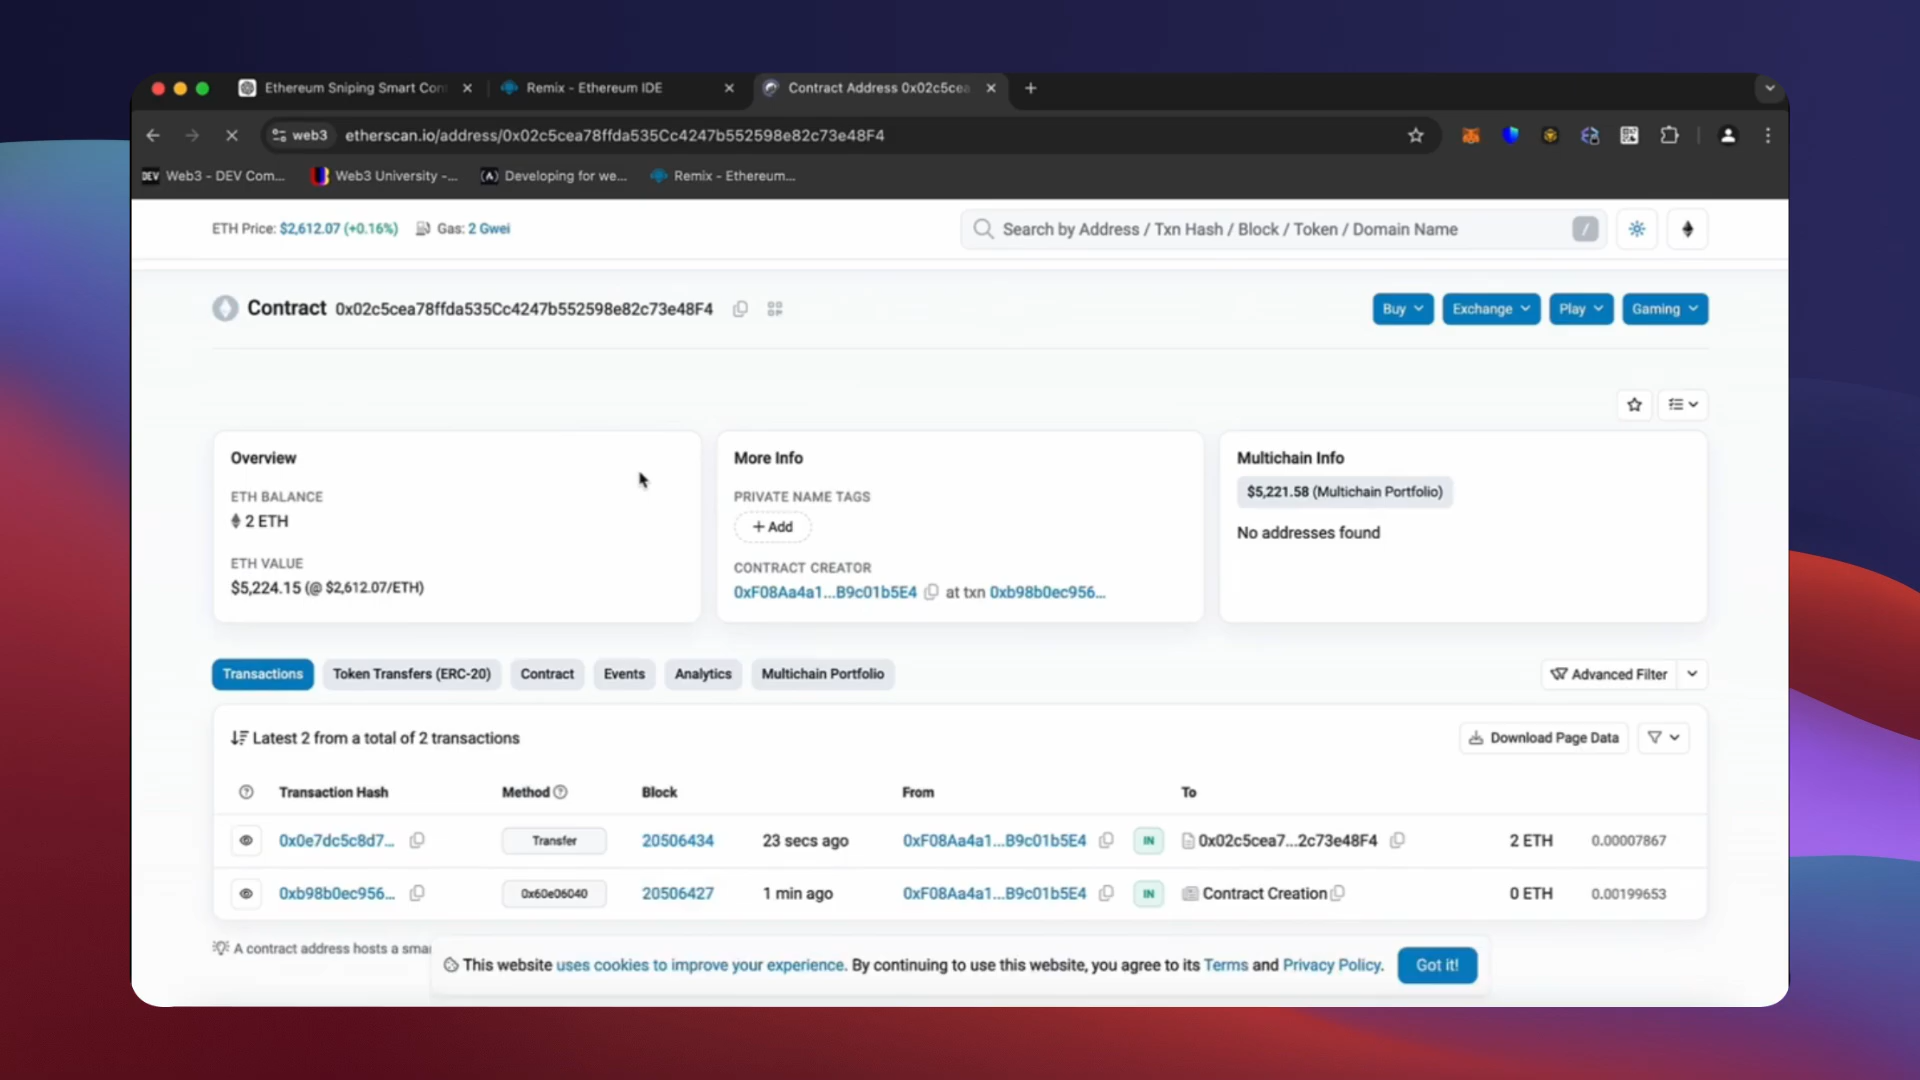 Ethereum Sniping Smart Con
Remix - Ethereum IDE
Contract Address 0x02c5cea
web3
etherscan.io/address/0x02c5cea78ffda535Cc4247b552598e82c73e48F4
DEV Web3 - DEV Com...
Web3 University -...
(A) Developing for we...
Remix - Ethereum...
ETH Price: $2,612.07 (+0.16%)
Gas: 2 Gwei
Search by Address / Txn Hash / Block / Token / Domain Name
/
Contract 0x02c5cea78ffda535Cc4247b552598e82c73e48F4
Buy
Exchange
Play
Gaming
Overview
ETH BALANCE
2 ETH
ETH VALUE
$5,224.15 (@ $2,612.07/ETH)
More Info
PRIVATE NAME TAGS
+ Add
CONTRACT CREATOR
0xF08Aa4a1...B9c01b5E4 at txn 0xb98b0ec956...
Multichain Info
$5,221.58 (Multichain Portfolio)
No addresses found
Transactions
Token Transfers (ERC-20)
Contract
Events
Analytics
Multichain Portfolio
Advanced Filter
Latest 2 from a total of 2 transactions
Download Page Data
Transaction Hash Method Block From To
0x0e7dc5c8d7... Transfer 20506434 23 secs ago 0xF08Aa4a1...B9c01b5E4 IN 0x02c5cea7...2c73e48F4 2 ETH 0.00007867
0xb98b0ec956... 0x60e06040 20506427 1 min ago 0xF08Aa4a1...B9c01b5E4 IN Contract Creation 0 ETH 0.00199653
A contract address hosts a smar
This website uses cookies to improve your experience. By continuing to use this website, you agree to its Terms and Privacy Policy.
Got it!